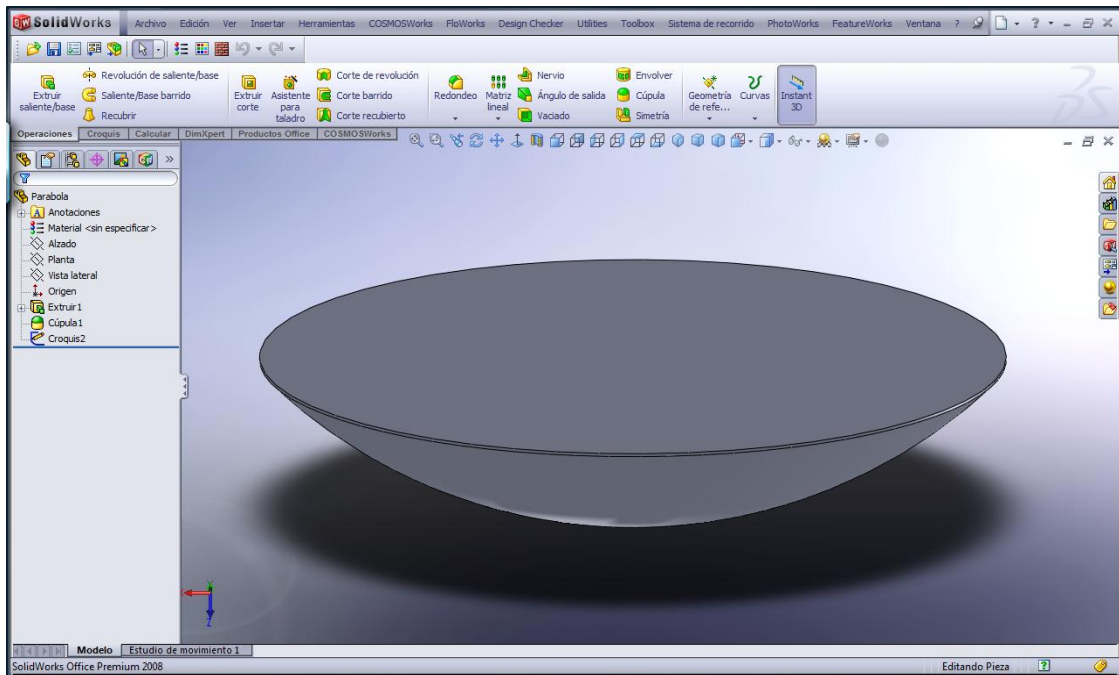 SolidWorks Archivo Edición Ver Insertar Herramientas COSMOSWorks FloWorks Design Checker Utilities Toolbox Sistema de recorrido PhotoWorks FeatureWorks Ventana ?
Extruir saliente/base
Revolución de saliente/base
Saliente/Base barrido
Recubrir
Extruir corte
Asistente para taladro
Corte de revolución
Corte barrido
Corte recubierto
Redondeo
Matriz lineal
Nervio
Ángulo de salida
Vaciado
Envolver
Cúpula
Simetría
Geometría de refe...
Curvas
Instant 3D
Operaciones Croquis Calcular DimXpert Productos Office COSMOSWorks
Parabola
Anotaciones
Material <sin especificar>
Alzado
Planta
Vista lateral
Origen
Extruir1
Cúpula1
Croquis2
Modelo Estudio de movimiento 1
SolidWorks Office Premium 2008 Editando Pieza